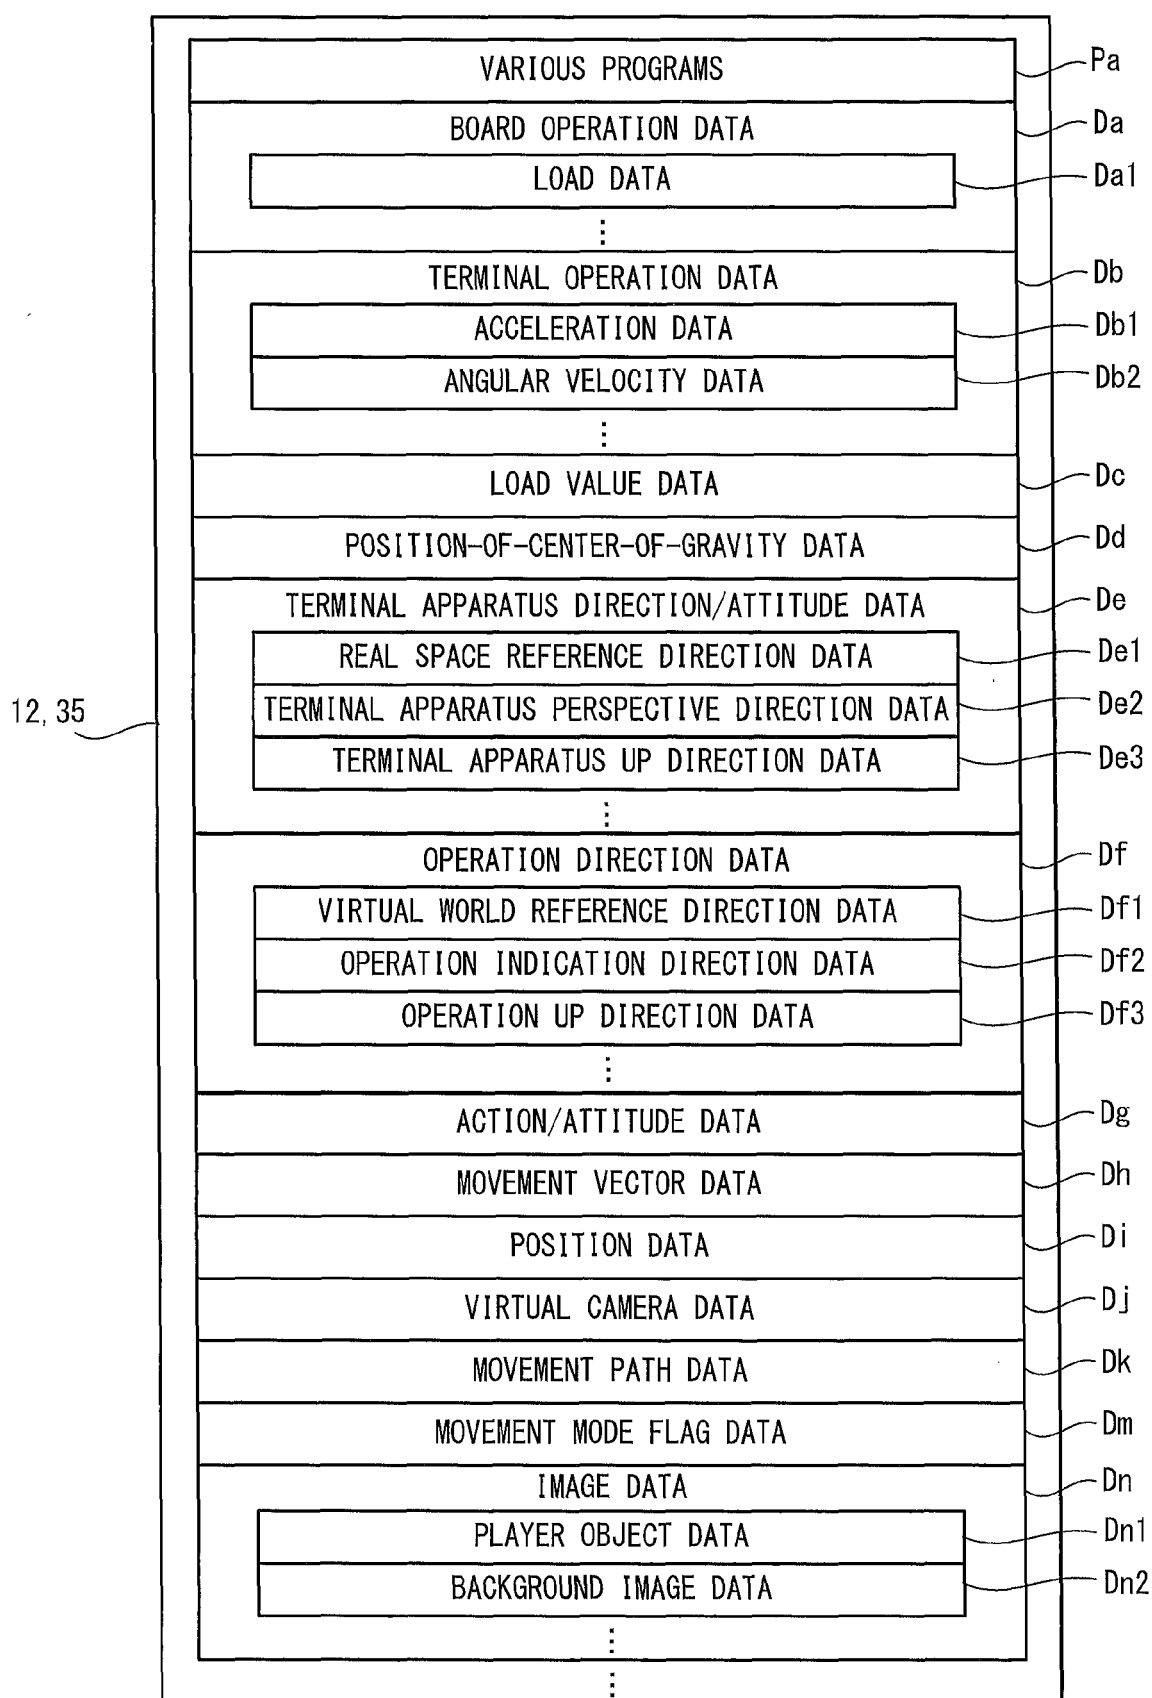 VARIOUS PROGRAMS Pa
BOARD OPERATION DATA Da
LOAD DATA Da1
TERMINAL OPERATION DATA Db
ACCELERATION DATA Db1
ANGULAR VELOCITY DATA Db2
LOAD VALUE DATA Dc
POSITION-OF-CENTER-OF-GRAVITY DATA Dd
TERMINAL APPARATUS DIRECTION/ATTITUDE DATA De
REAL SPACE REFERENCE DIRECTION DATA De1
TERMINAL APPARATUS PERSPECTIVE DIRECTION DATA De2
12, 35
TERMINAL APPARATUS UP DIRECTION DATA De3
OPERATION DIRECTION DATA Df
VIRTUAL WORLD REFERENCE DIRECTION DATA Df1
OPERATION INDICATION DIRECTION DATA Df2
OPERATION UP DIRECTION DATA Df3
ACTION/ATTITUDE DATA Dg
MOVEMENT VECTOR DATA Dh
POSITION DATA Di
VIRTUAL CAMERA DATA Dj
MOVEMENT PATH DATA Dk
MOVEMENT MODE FLAG DATA Dm
IMAGE DATA Dn
PLAYER OBJECT DATA Dn1
BACKGROUND IMAGE DATA Dn2